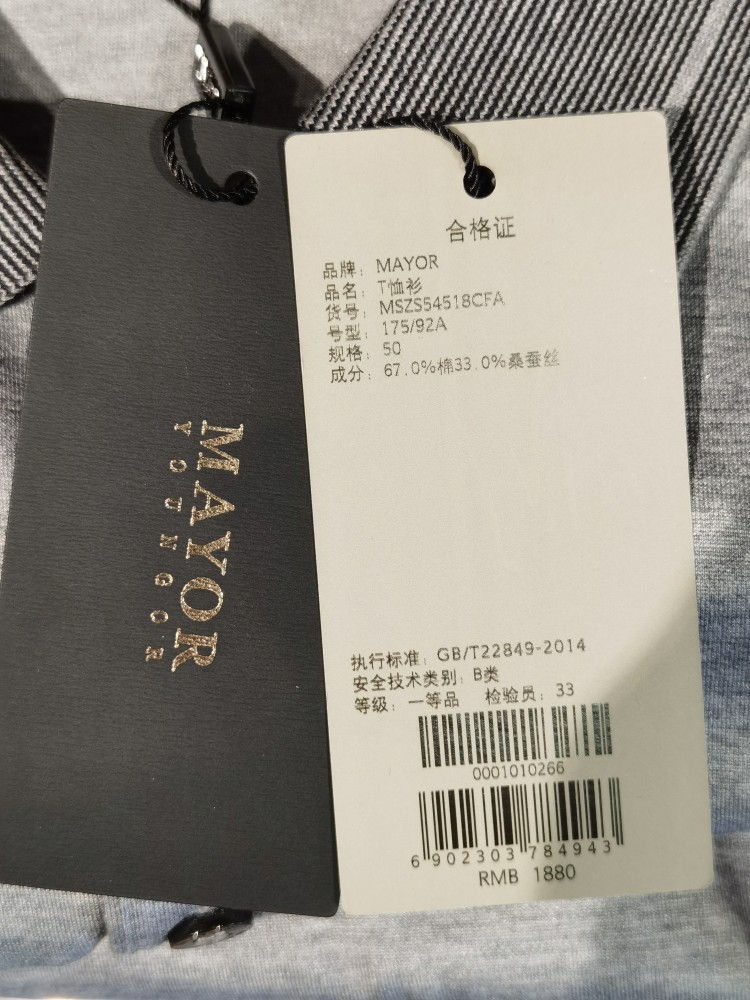 MAYOR
YOUNGOR
合格证
品牌：MAYOR
品名：T恤衫
货号：MSZS54518CFA
号型：175/92A
规格：50
成分：67.0%棉33.0%桑蚕丝
执行标准：GB/T22849-2014
安全技术类别：B类
等级：一等品 检验员：33
0001010266
6 902303 784943
RMB 1880